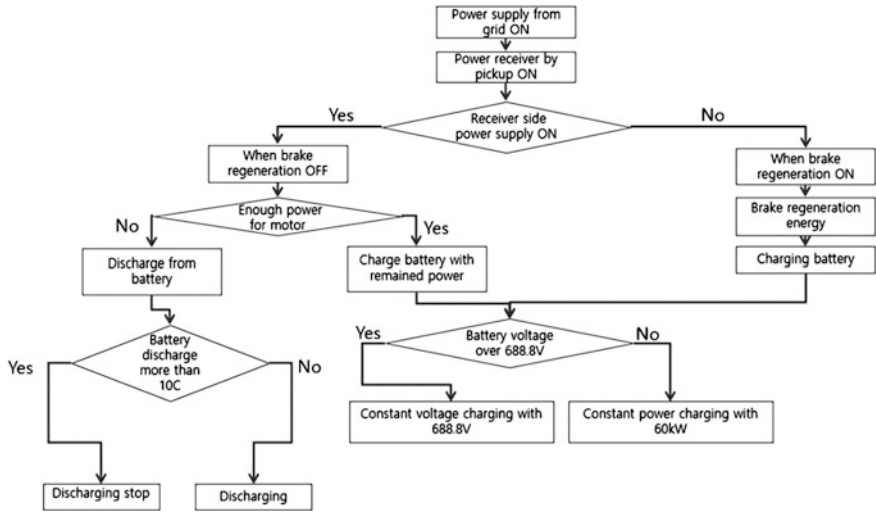 Power supply from
grid ON
Power receiver by
pickup ON
Yes
Receiver side
power supply ON
No
When brake
regeneration OFF
When brake
regeneration ON
Enough power
for motor
Brake regeneration
energy
No
Yes
Discharge from
battery
Charge battery with
remained power
Charging battery
Yes
Battery voltage
over 688.8V
No
Yes
Battery
discharge
more than
10C
No
Constant voltage charging with
688.8V
Constant power charging with
60kW
Discharging stop
Discharging